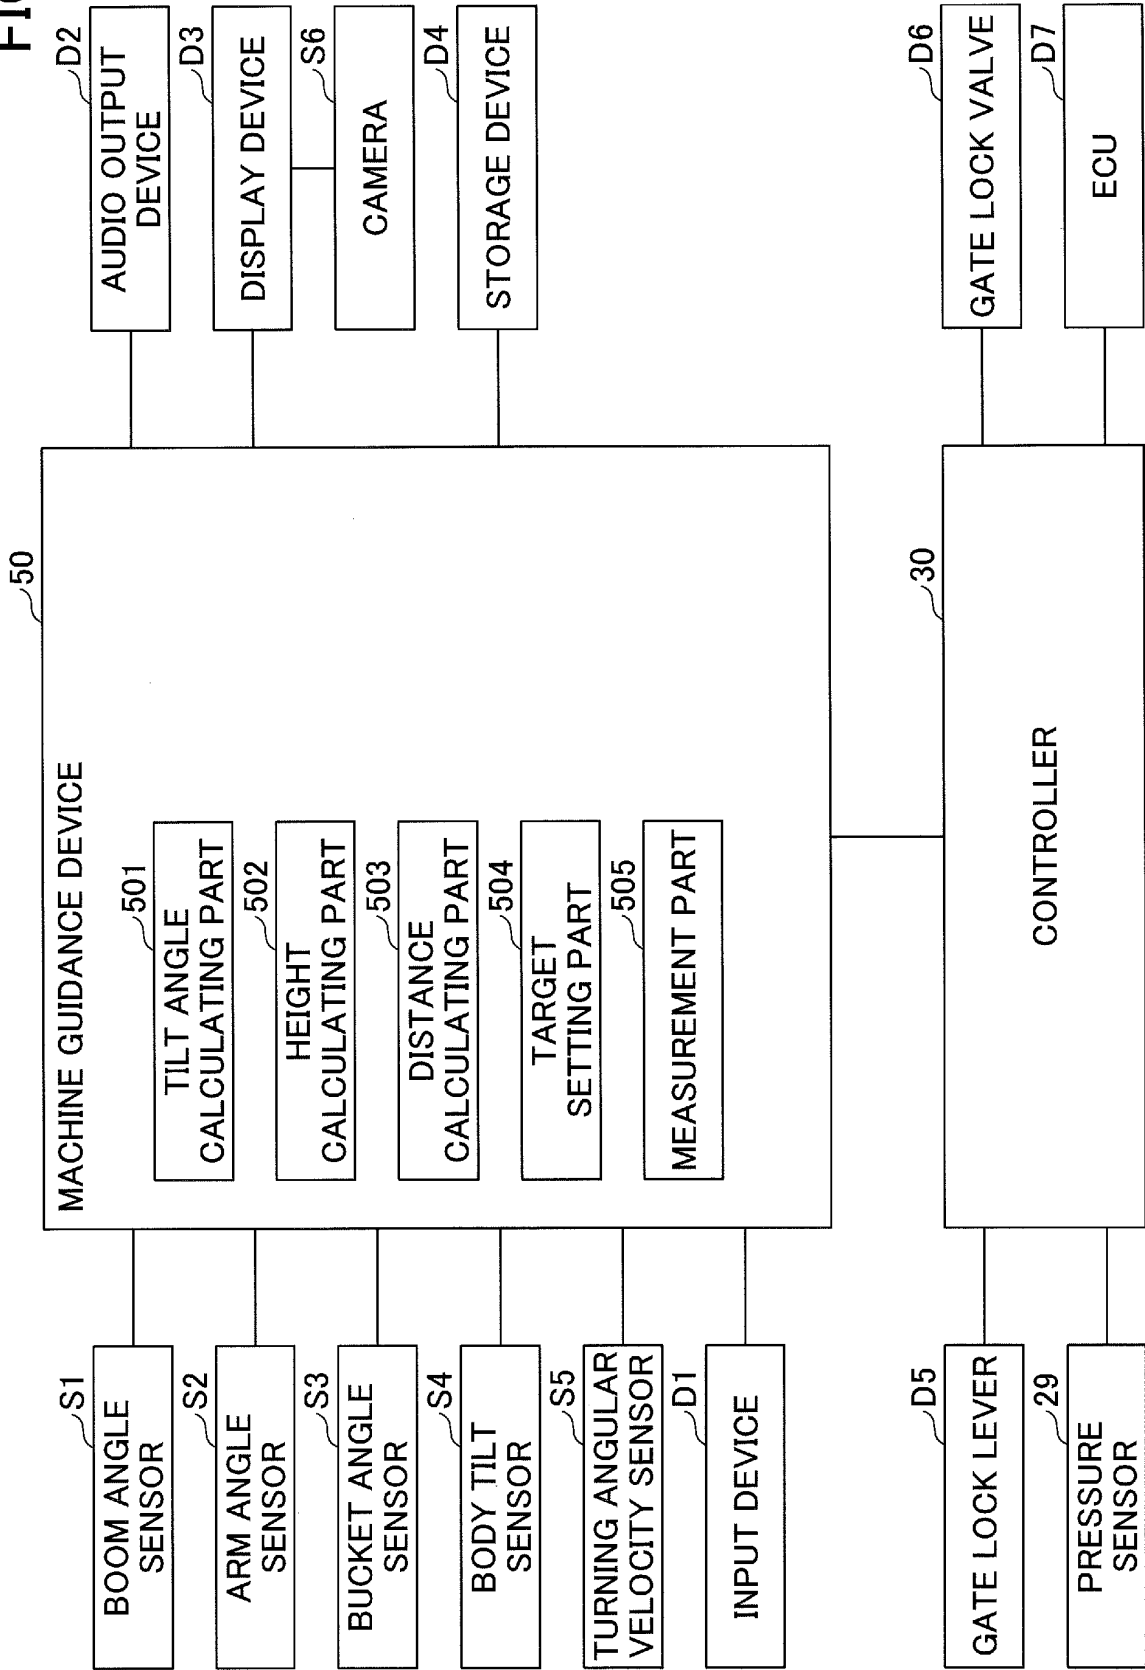 FIG
S1
BOOM ANGLE
SENSOR
S2
ARM ANGLE
SENSOR
S3
BUCKET ANGLE
SENSOR
S4
BODY TILT
SENSOR
S5
TURNING ANGULAR
VELOCITY SENSOR
D1
INPUT DEVICE
50
MACHINE GUIDANCE DEVICE
501
TILT ANGLE
CALCULATING PART
502
HEIGHT
CALCULATING PART
503
DISTANCE
CALCULATING PART
504
TARGET
SETTING PART
505
MEASUREMENT PART
D2
AUDIO OUTPUT
DEVICE
D3
DISPLAY DEVICE
S6
CAMERA
D4
STORAGE DEVICE
D5
GATE LOCK LEVER
29
PRESSURE
SENSOR
30
CONTROLLER
D6
GATE LOCK VALVE
D7
ECU